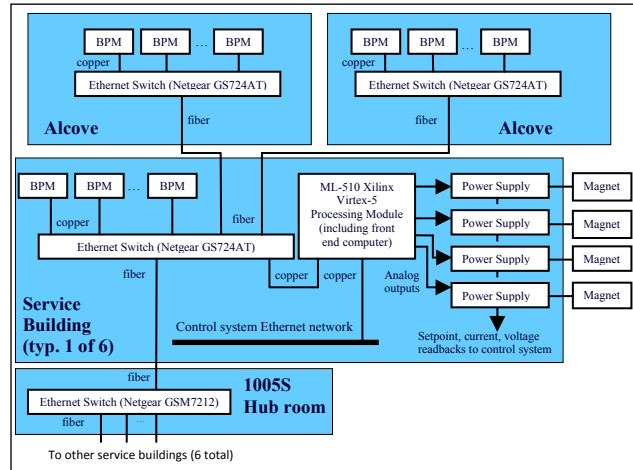 BPM BPM ... BPM
copper
Ethernet Switch (Netgear GS724AT)
fiber
Alcove
BPM BPM ... BPM
copper
Ethernet Switch (Netgear GS724AT)
fiber
Alcove
BPM BPM ... BPM
copper
fiber
Ethernet Switch (Netgear GS724AT)
fiber
copper
copper
ML-510 Xilinx
Virtex-5
Processing Module
(including front
end computer)
Analog
outputs
Power Supply
Magnet
Power Supply
Magnet
Power Supply
Magnet
Power Supply
Magnet
Setpoint, current, voltage
readbacks to control system
Service
Building
(typ. 1 of 6)
Control system Ethernet network
fiber
1005S
Hub room
Ethernet Switch (Netgear GSM7212)
fiber
...
To other service buildings (6 total)